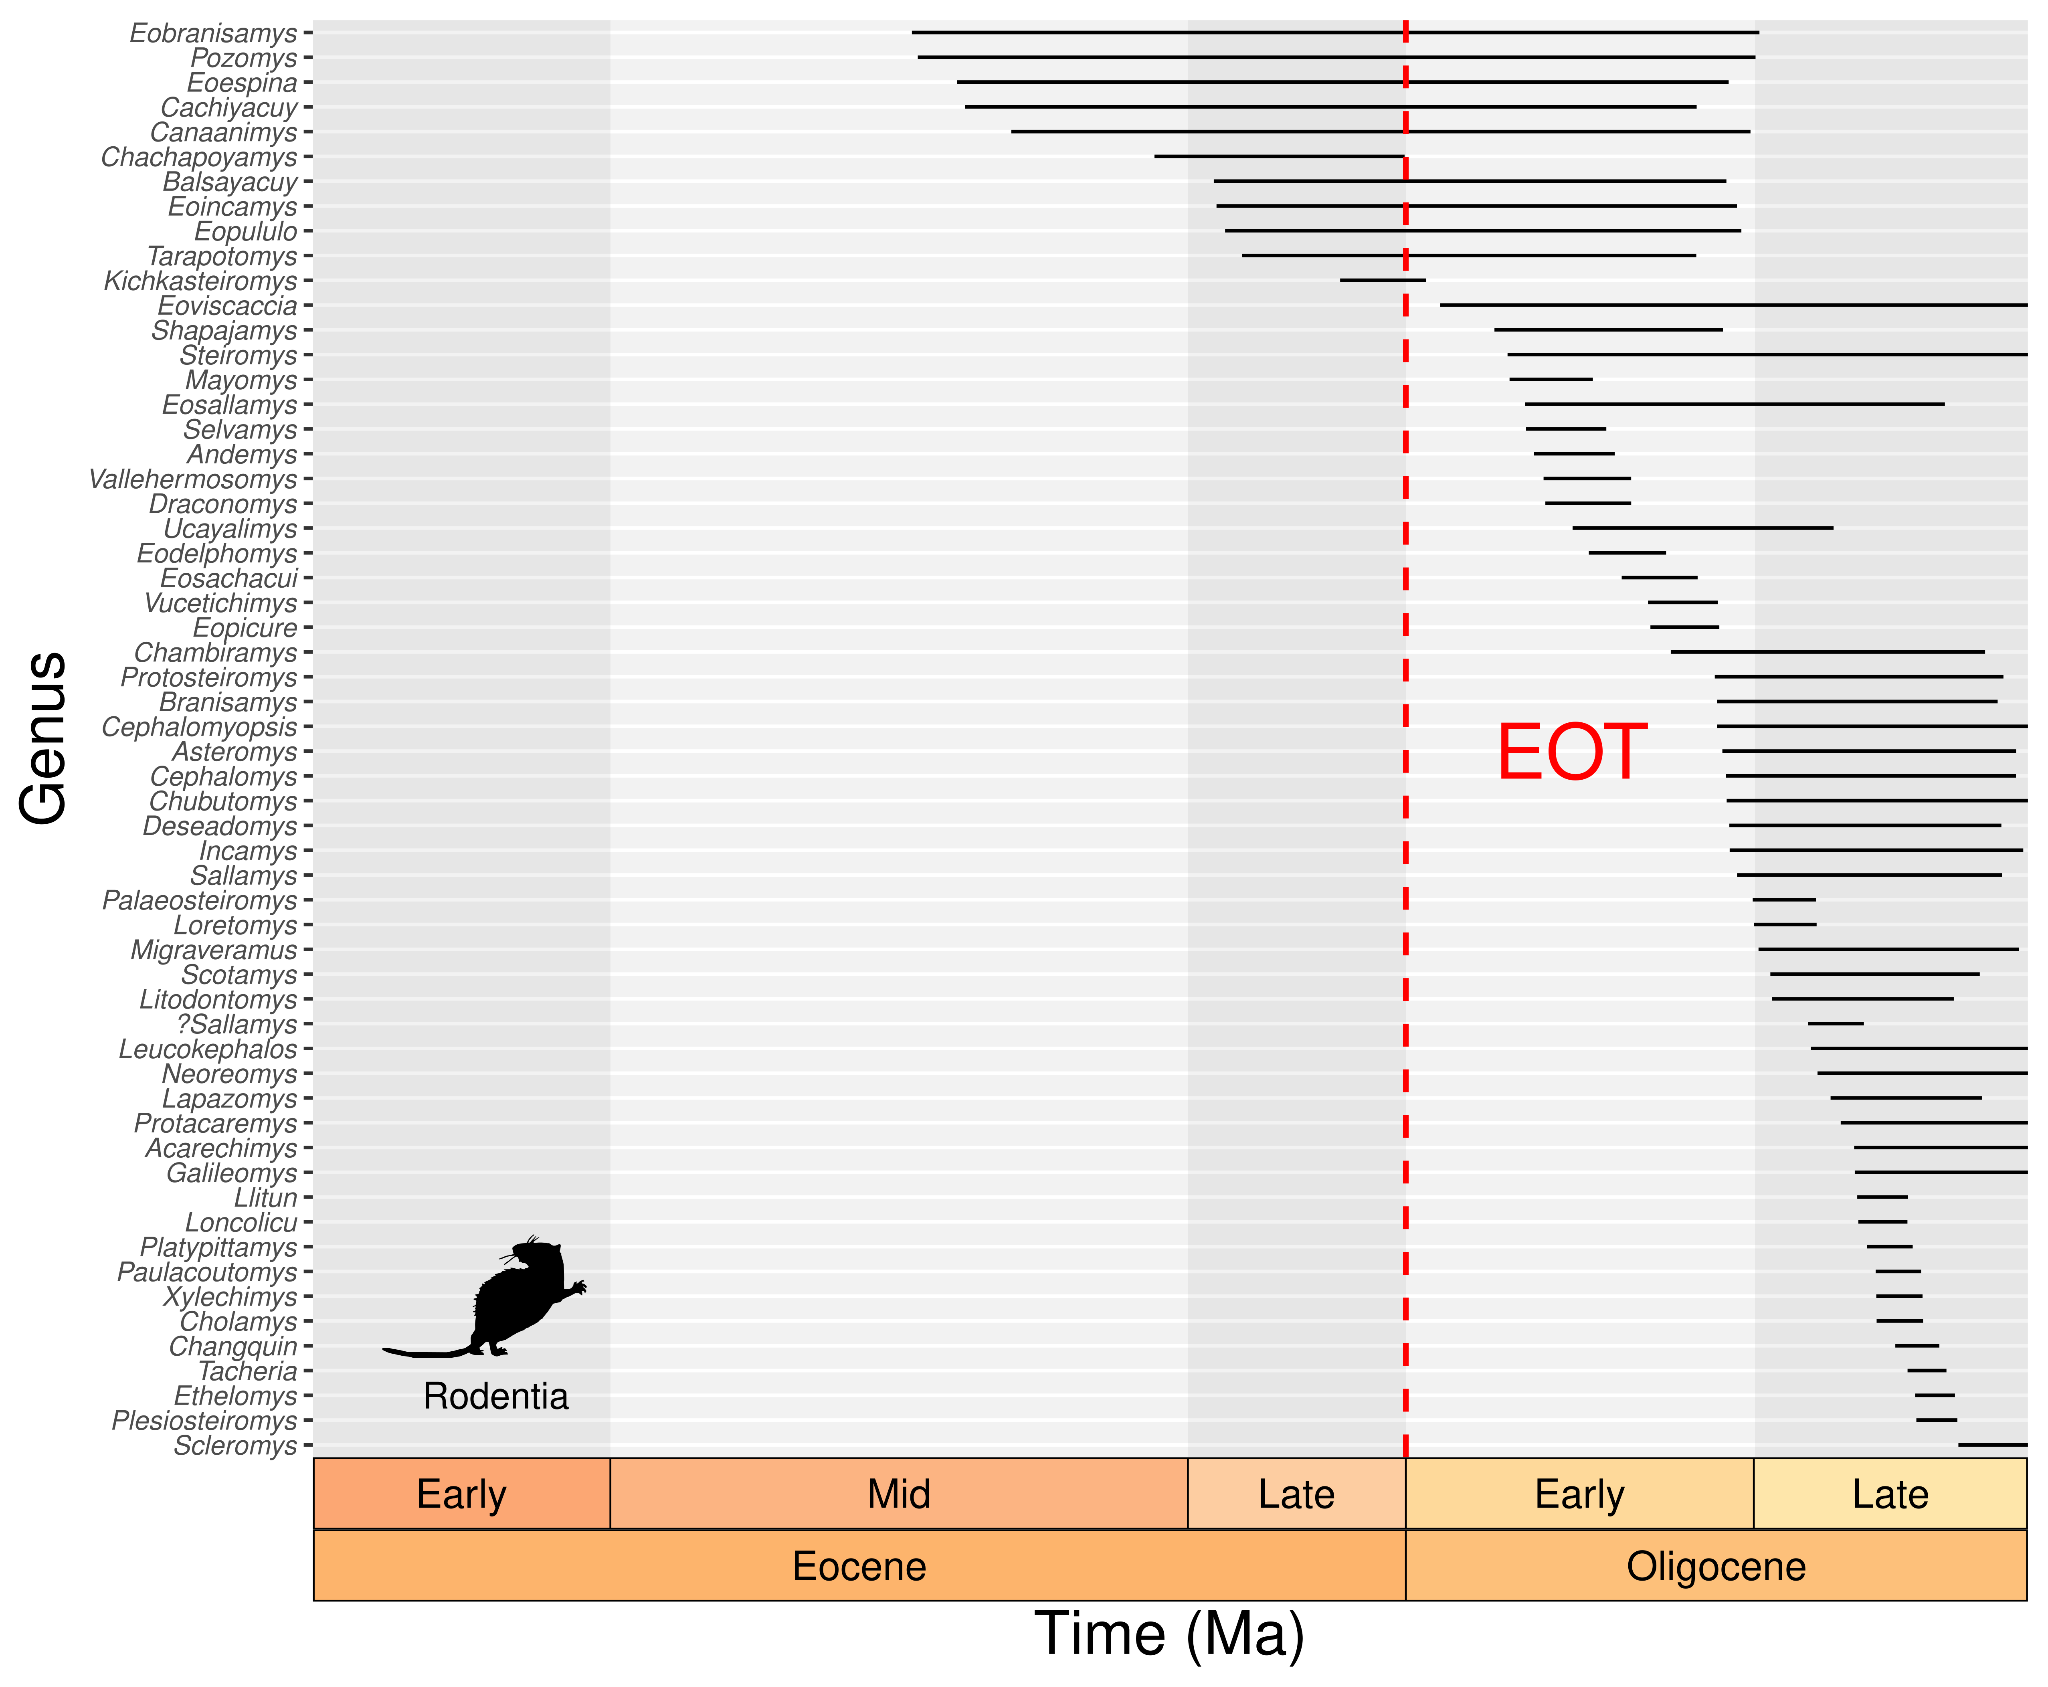 Eobranisamys
Pozomys
Eoespina
Cachiyacuy
Canaanimys
Chachapoyamys
Balsayacuy
Eoincamys
Eopululo
Tarapotomys
Kichkasteiromys
Eoviscaccia
Shapajamys
Steiromys
Mayomys
Eosallamys
Selvamys
Andemys
Vallehermosomys
Draconomys
Ucayalimys
Eodelphomys
Eosachacui
Vucetichimys
Eopicure
Chambiramys
Protosteiromys
Branisamys
Cephalomyopsis
Asteromys
Cephalomys
Chubutomys
Deseadomys
Incamys
Sallamys
Palaeosteiromys
Loretomys
Migraveramus
Scotamys
Litodontomys
?Sallamys
Leucokephalos
Neoreomys
Lapazomys
Protacaremys
Acarechimys
Galileomys
Llitun
Loncolicu
Platypittamys
Paulacoutomys
Xylechimys
Cholamys
Changquin
Tacheria
Ethelomys
Plesiosteiromys
Scleromys
Genus
EOT
Rodentia
Early Mid Late Early Late
Eocene Oligocene
Time (Ma)